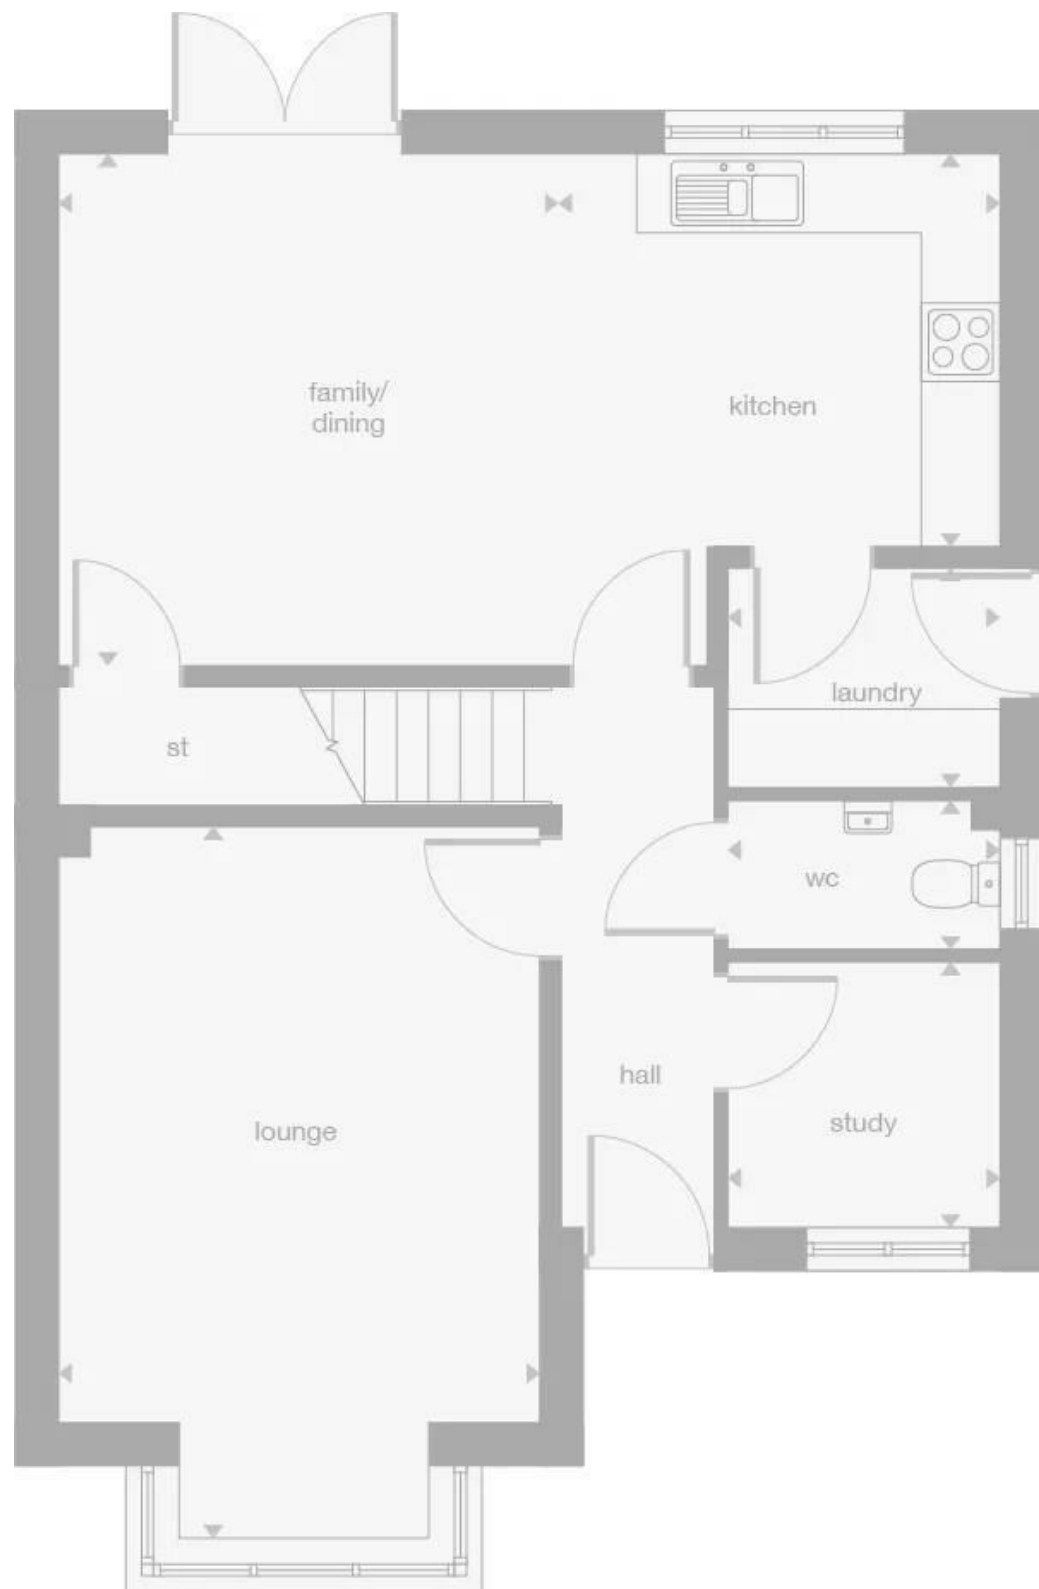 family/
dining
kitchen
laundry
st
wc
hall
study
lounge